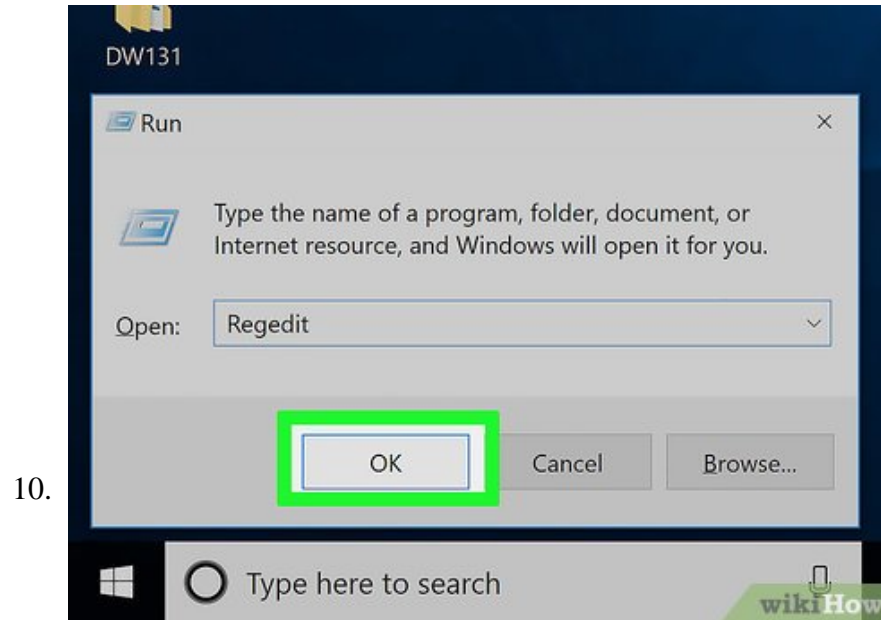 DW131
Run
Type the name of a program, folder, document, or
Internet resource, and Windows will open it for you.
Open:
Regedit
OK
Cancel
Browse...
10.
Type here to search
wikiHow